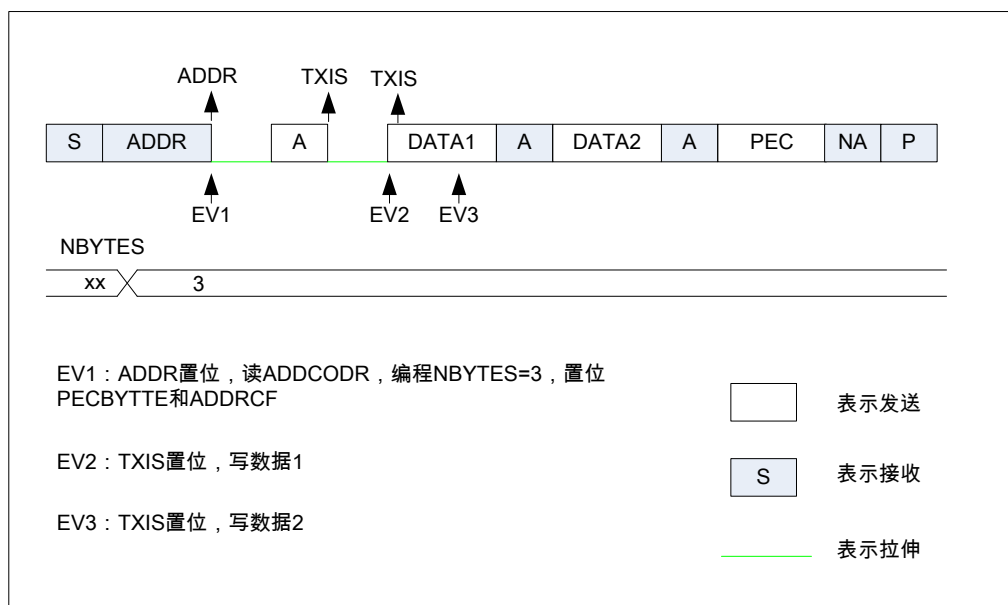 ADDR TXIS TXIS
S ADDR A DATA1 A DATA2 A PEC NA P
EV1 EV2 EV3
NBYTES
xx 3
EV1：ADDR置位，读ADDCODR，编程NBYTES=3，置位
PECBYTTE和ADDRCF
表示发送
EV2：TXIS置位，写数据1
S 表示接收
EV3：TXIS置位，写数据2
表示拉伸